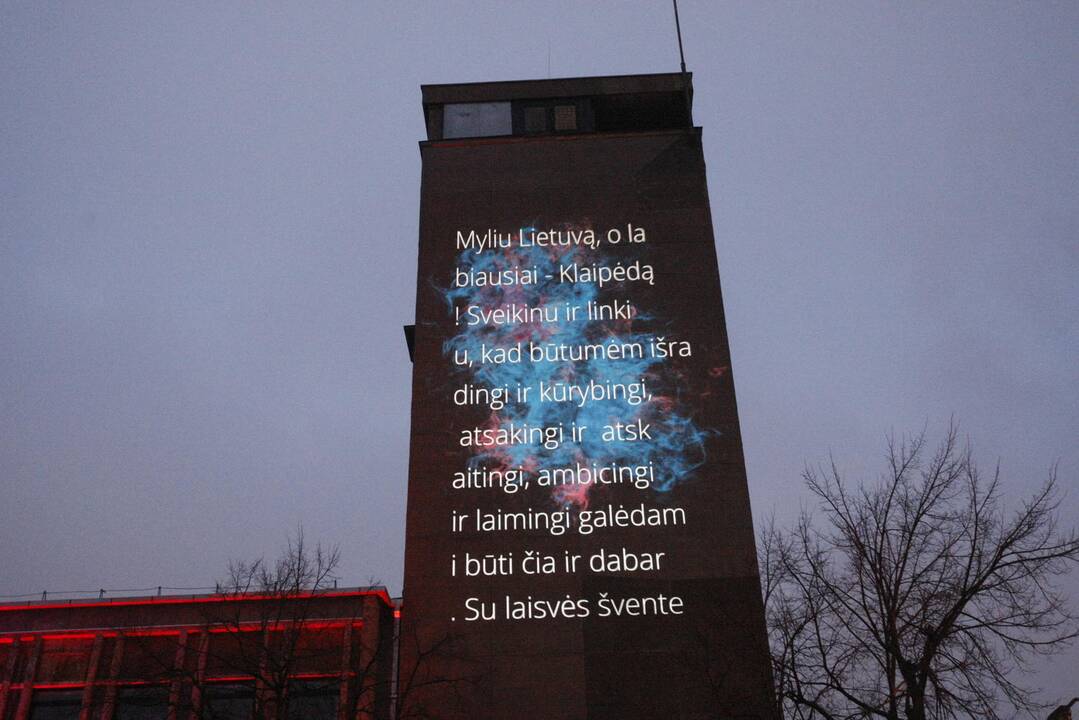 Myliu Lietuvą, o la
biausiai - Klaipėdą
! Sveikinu ir linki
u, kad būtumėm išra
dingi ir kūrybingi,
atsakingi ir atsk
aitingi, ambicingi
ir laimingi galėdam
i būti čia ir dabar
. Su laisvės švente